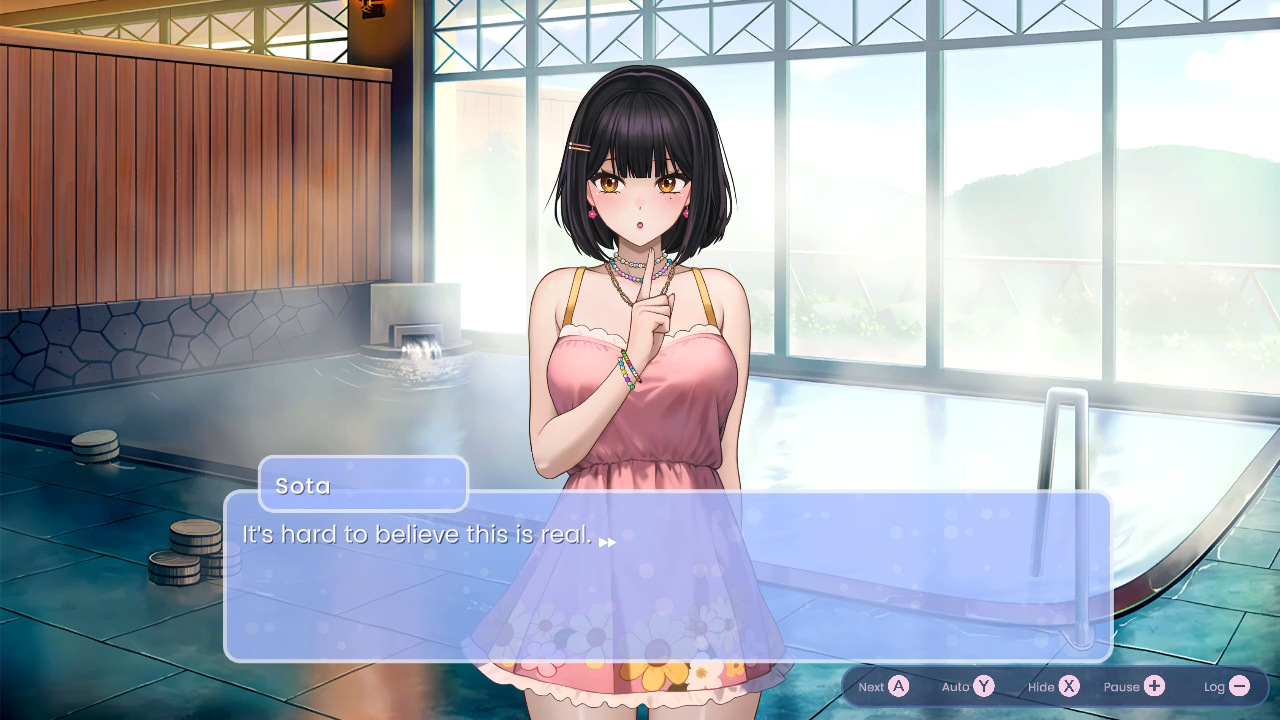 Sota
It's hard to believe this is real.
Next A Auto Y Hide X Pause + Log −